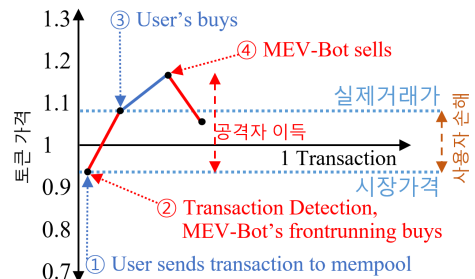 1.3
③ User's buys
④ MEV-Bot sells
1.2
실제거래가
1.1
토큰 가격
공격자 이득
사용자 손해
1
1 Transaction
0.9
시장가격
② Transaction Detection,
MEV-Bot's frontrunning buys
0.8
① User sends transaction to mempool
0.7